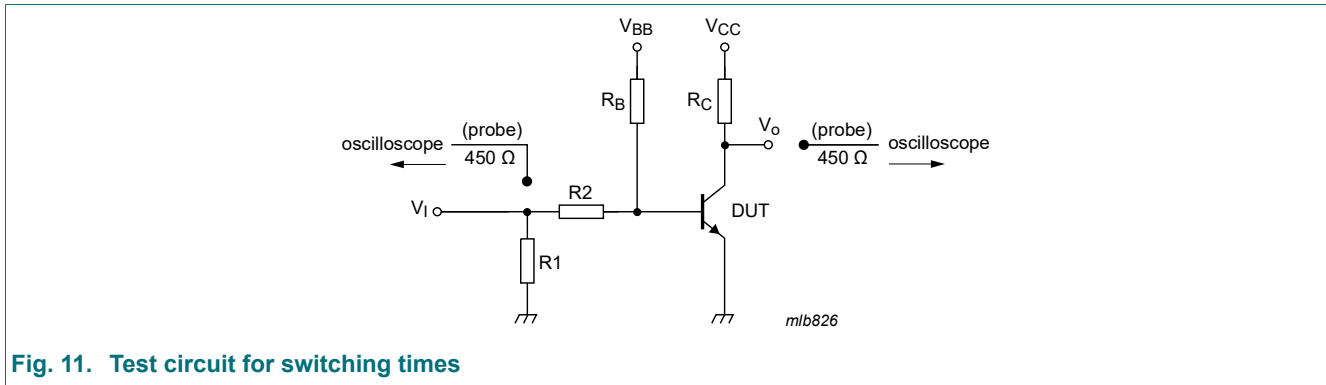 V_BB V_CC
R_B R_C
V_o
(probe) (probe)
oscilloscope oscilloscope
450 Ω 450 Ω
R2
V_I DUT
R1
mlb826
Fig. 11. Test circuit for switching times